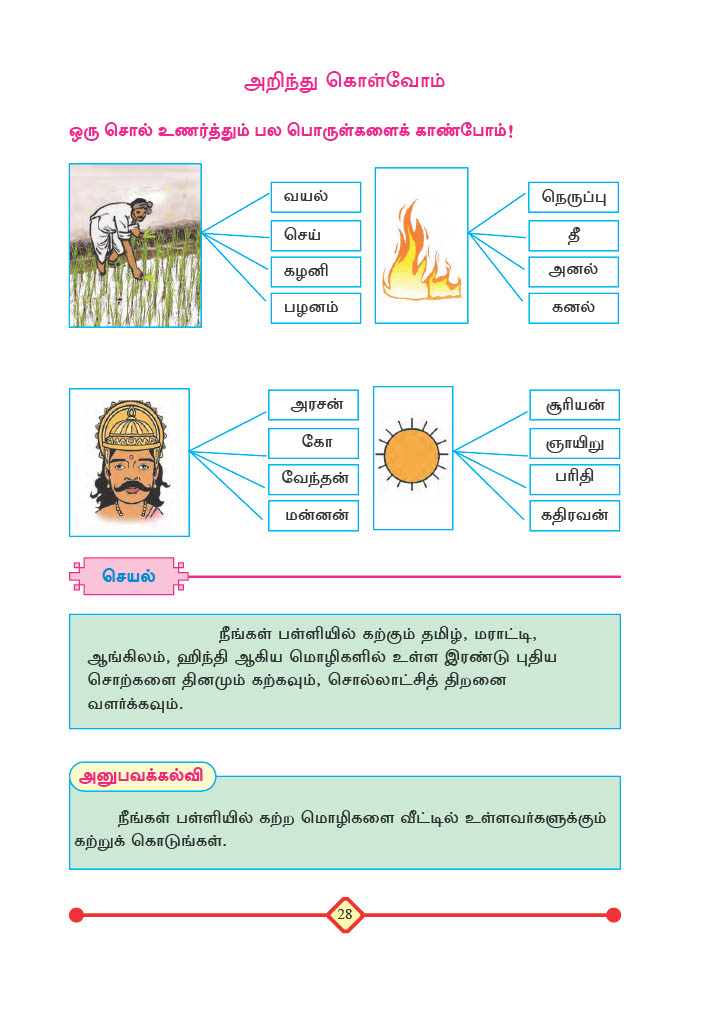 அறிந்து கொள்வோம்
ஒரு சொல் உணர்த்தும் பல பொருள்களைக் காண்போம்!
வயல்
செய்
கழனி
பழனம்
நெருப்பு
தீ
அனல்
கனல்
அரசன்
கோ
வேந்தன்
மன்னன்
சூரியன்
ஞாயிறு
பரிதி
கதிரவன்
செயல்
நீங்கள் பள்ளியில் கற்கும் தமிழ், மராட்டி,
ஆங்கிலம், ஹிந்தி ஆகிய மொழிகளில் உள்ள இரண்டு புதிய
சொற்களை தினமும் கற்கவும், சொல்லாட்சித் திறனை
வளர்க்கவும்.
அனுபவக்கல்வி
நீங்கள் பள்ளியில் கற்ற மொழிகளை வீட்டில் உள்ளவர்களுக்கும்
கற்றுக் கொடுங்கள்.
28